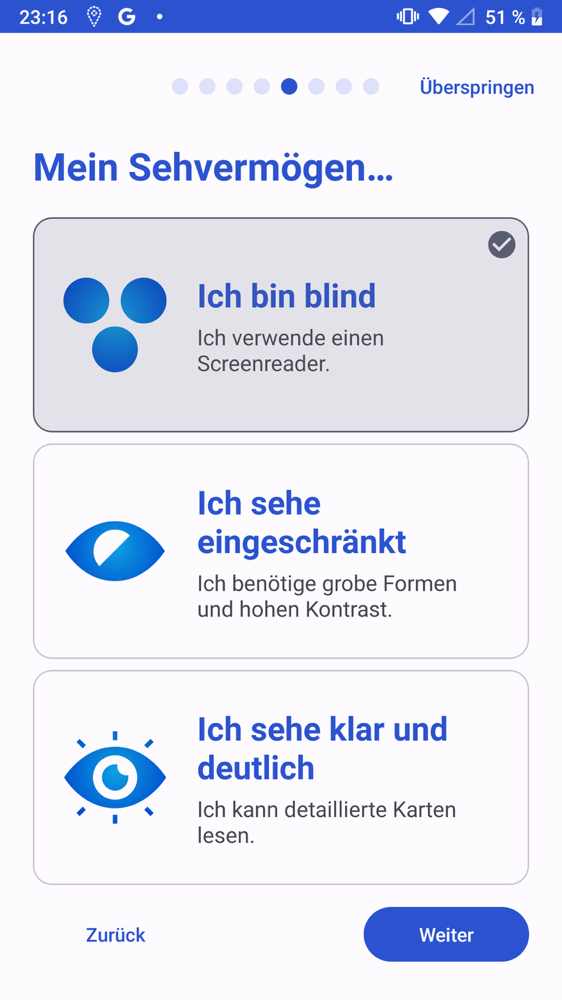 23:16
G
51 %
Überspringen
Mein Sehvermögen…
Ich bin blind
Ich verwende einen
Screenreader.
Ich sehe
eingeschränkt
Ich benötige grobe Formen
und hohen Kontrast.
Ich sehe klar und
deutlich
Ich kann detaillierte Karten
lesen.
Zurück
Weiter